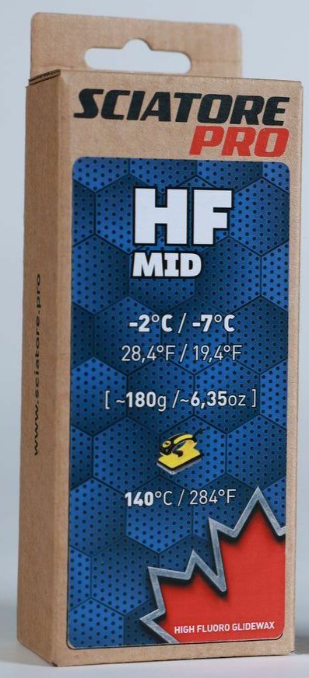 SCIATORE
PRO
HF
MID
-2°C / -7°C
28,4°F / 19,4°F
[ ~180g /~6,35oz ]
140°C / 284°F
HIGH FLUORO GLIDEWAX
www.sciatore.pro